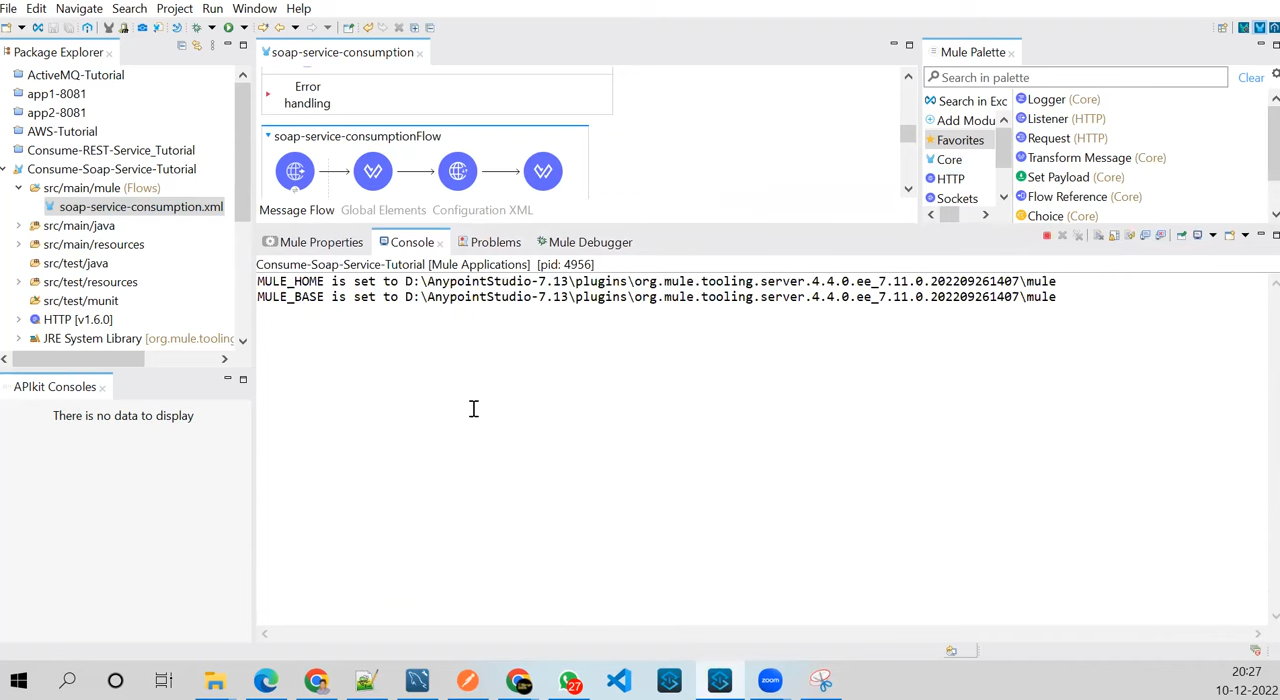 File Edit Navigate Search Project Run Window Help
Package Explorer
ActiveMQ-Tutorial
app1-8081
app2-8081
AWS-Tutorial
Consume-REST-Service_Tutorial
Consume-Soap-Service-Tutorial
src/main/mule (Flows)
soap-service-consumption.xml
src/main/java
src/main/resources
src/test/java
src/test/resources
src/test/munit
HTTP [v1.6.0]
JRE System Library [org.mule.tooling
APIkit Consoles
There is no data to display
soap-service-consumption
Error
handling
soap-service-consumptionFlow
Message Flow Global Elements Configuration XML
Mule Palette
Search in palette
Clear
Search in Exc
Add Modu
Favorites
Core
HTTP
Sockets
Logger (Core)
Listener (HTTP)
Request (HTTP)
Transform Message (Core)
Set Payload (Core)
Flow Reference (Core)
Choice (Core)
Mule Properties Console Problems Mule Debugger
Consume-Soap-Service-Tutorial [Mule Applications] [pid: 4956]
MULE_HOME is set to D:\AnypointStudio-7.13\plugins\org.mule.tooling.server.4.4.0.ee_7.11.0.202209261407\mule
MULE_BASE is set to D:\AnypointStudio-7.13\plugins\org.mule.tooling.server.4.4.0.ee_7.11.0.202209261407\mule
27
zoom
20:27
10-12-2022